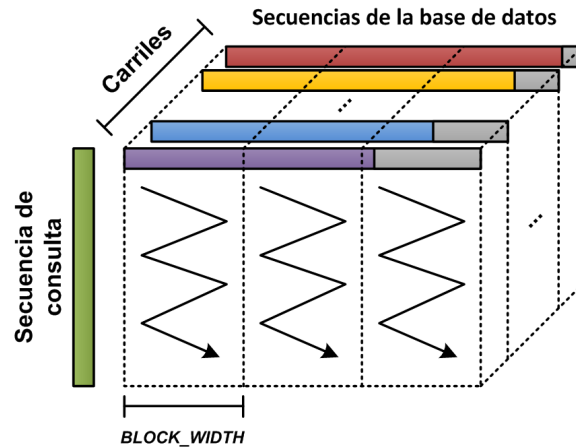 Secuencias de la base de datos
Carriles
...
Secuencia de
consulta
...
BLOCK_WIDTH